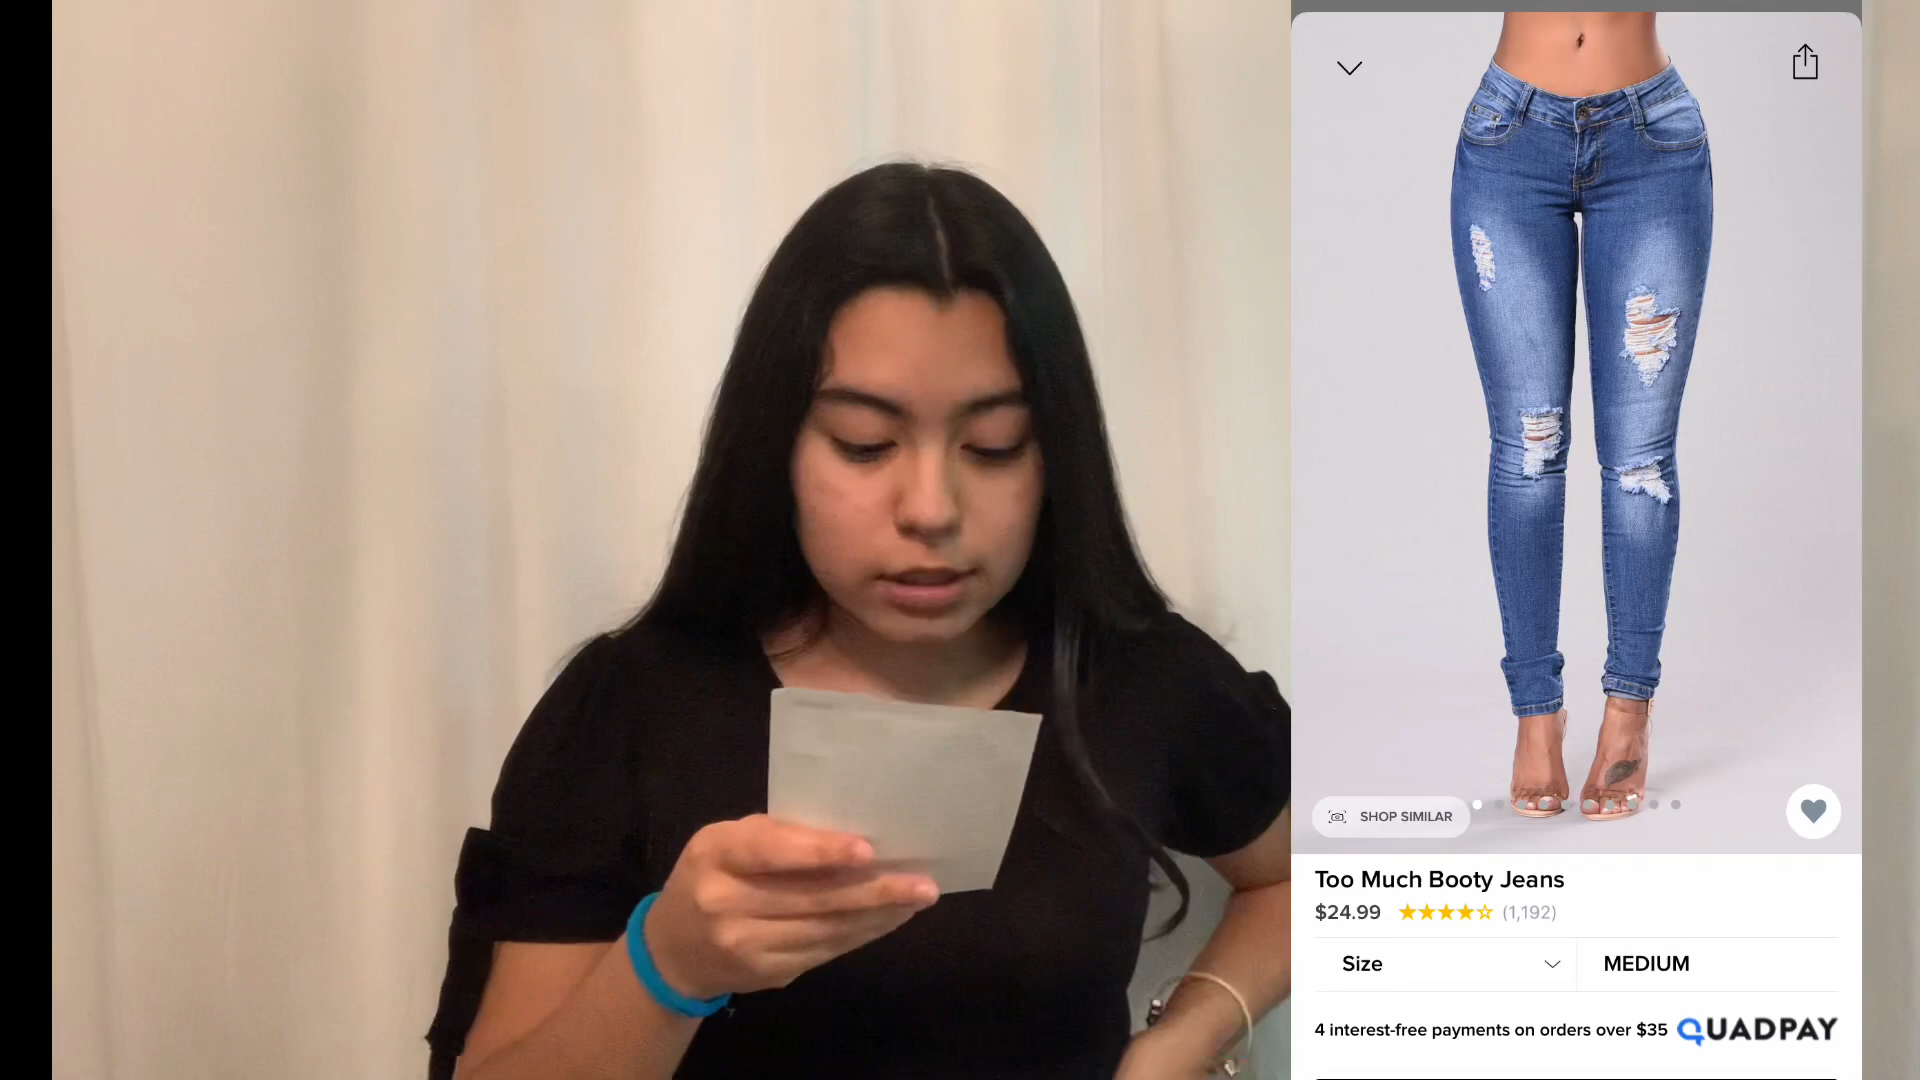 SHOP SIMILAR
Too Much Booty Jeans
$24.99 (1,192)
Size MEDIUM
4 interest-free payments on orders over $35 QUADPAY